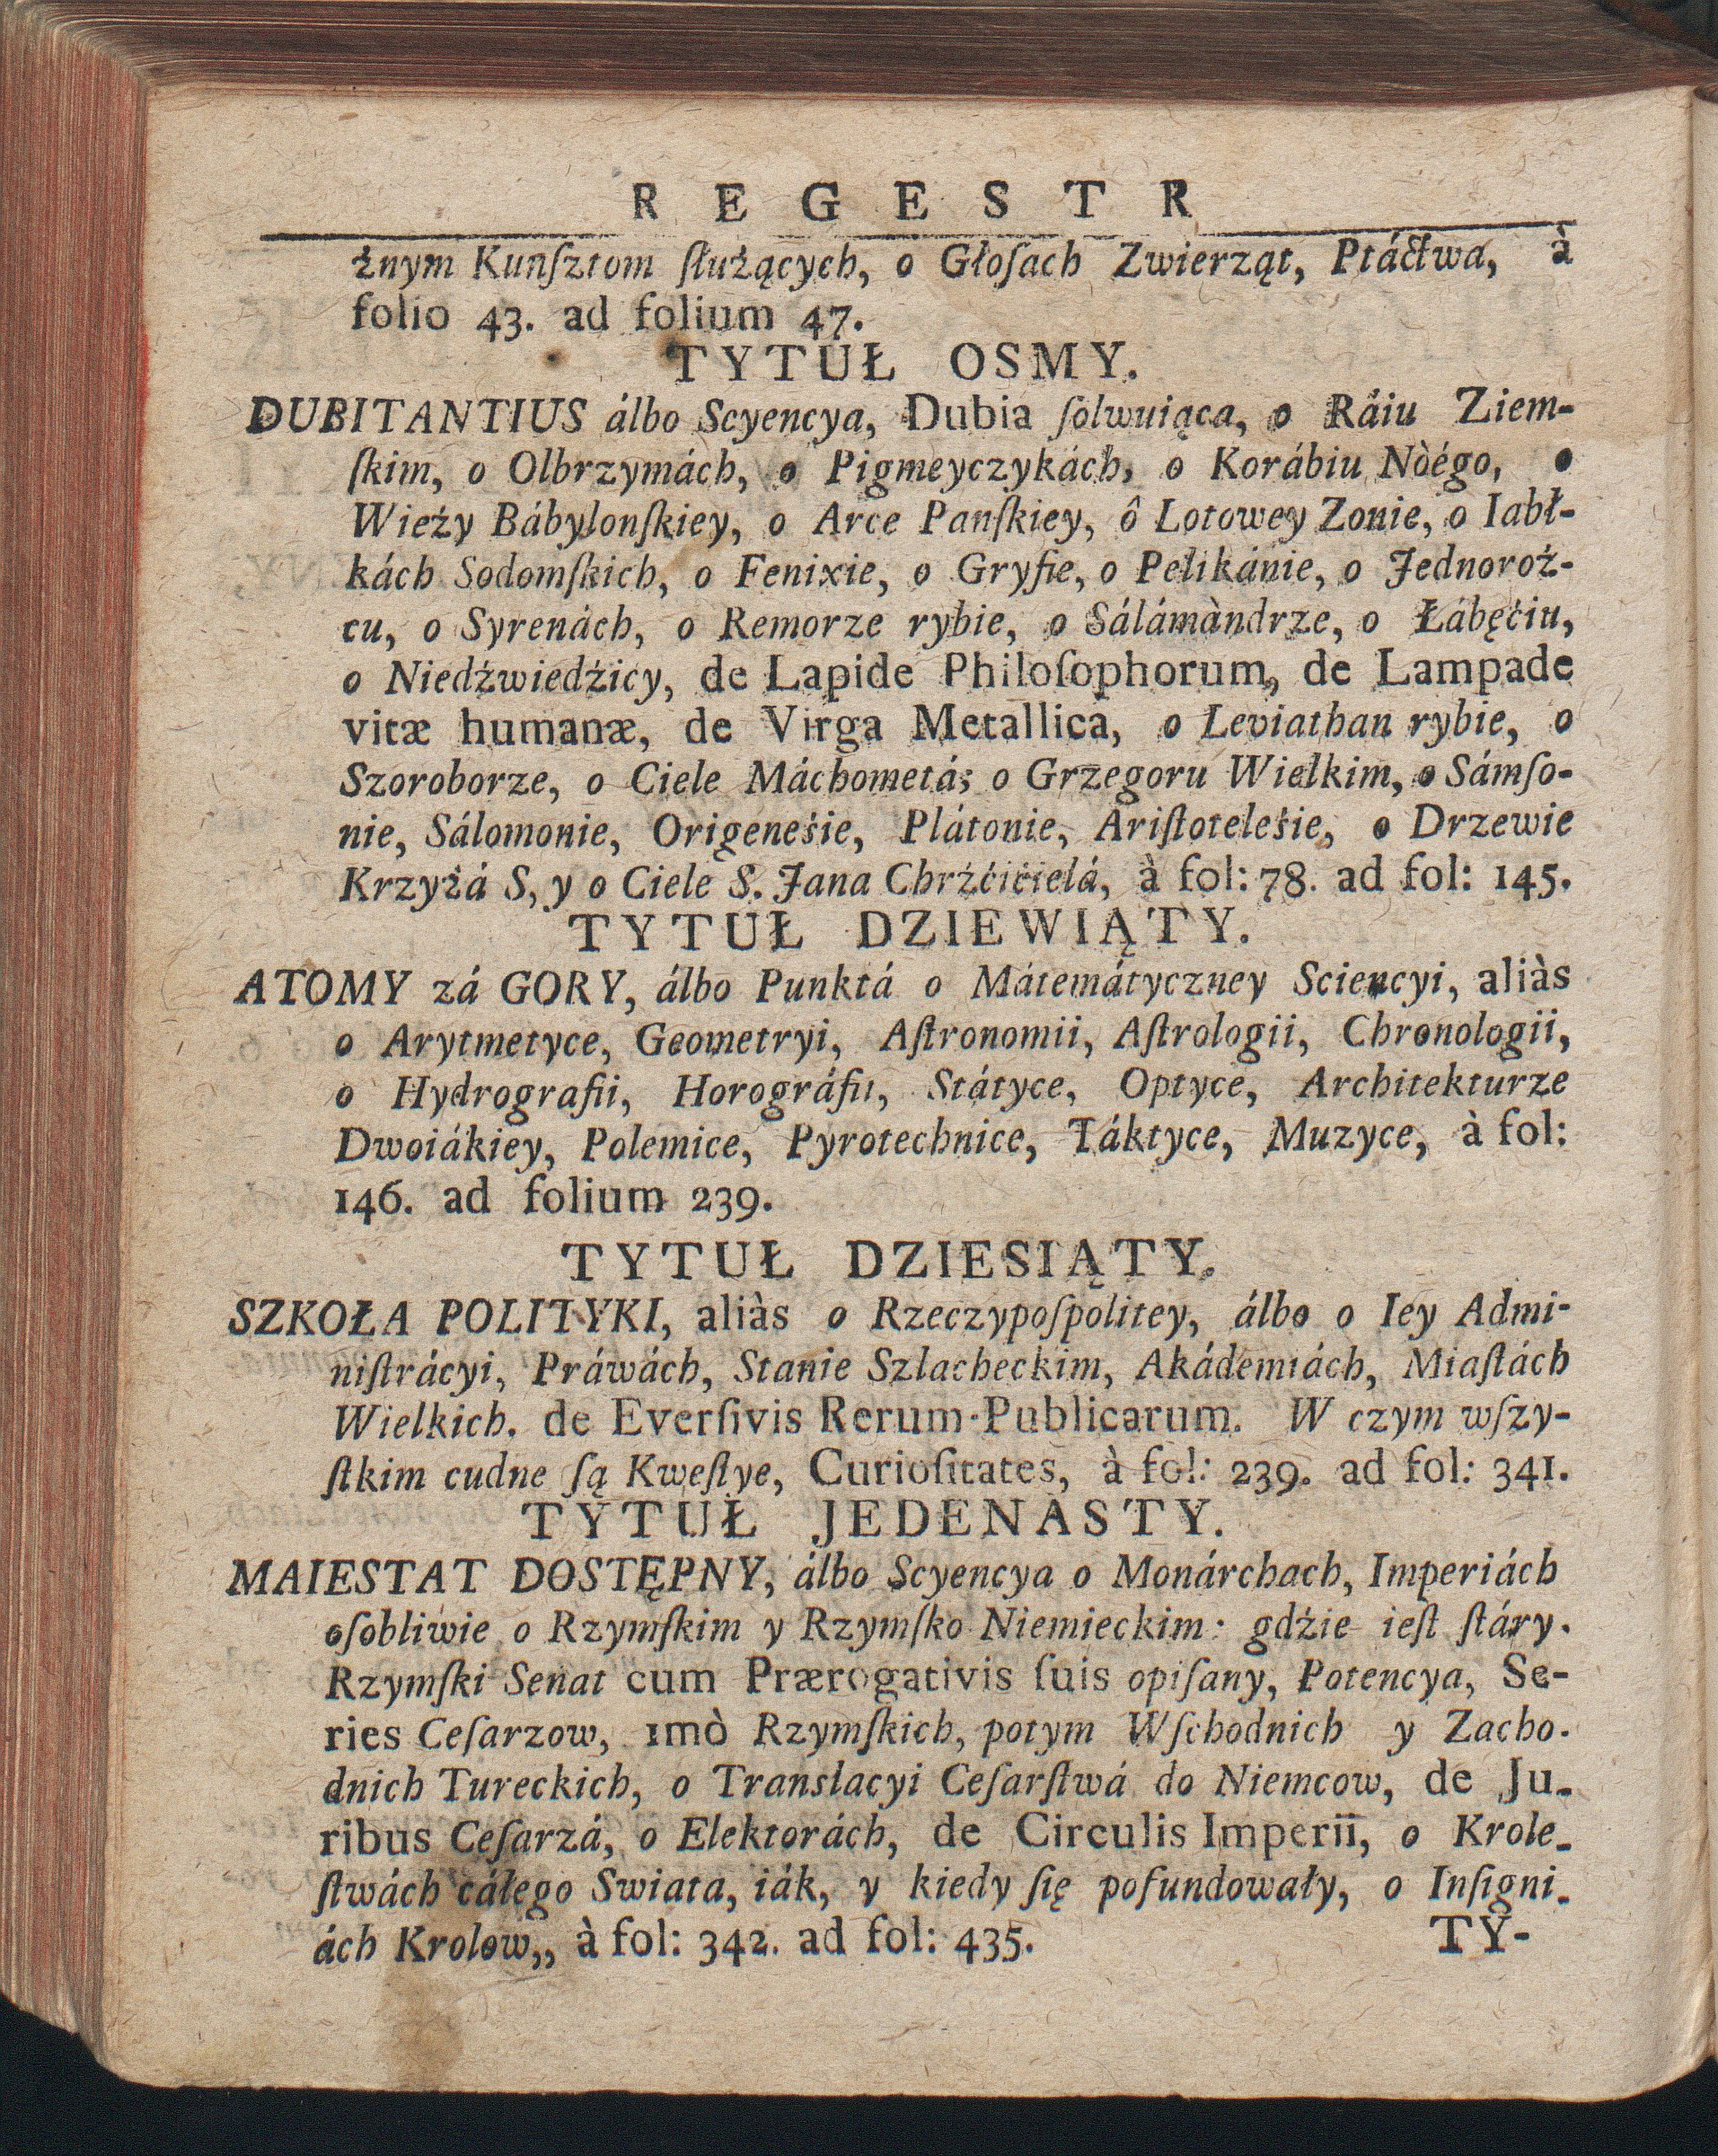 REGESTR
żnym Kunſztom ſłużących, o Głoſach Zwierząt, Ptáctwa, à
folio 43. ad folium 47.
TYTUŁ OSMY.
DUBITANTIUS álbo Scyencya, Dubia ſolwuiąca, o Ráiu Ziem-
ſkim, o Olbrzymách, o Pigmeyczykách, o Korábiu Nòégo, o
Wieży Bábylonſkiey, o Arce Panſkiey, ô Lotowey Zonie, o Iabł-
kách Sodomſkich, o Fenixie, o Gryfie, o Pelikánie, o Jednoroż-
cu, o Syrenách, o Remorze rybie, o Sálámàndrze, o Łábęćiu,
o Niedźwiedźicy, de Lapide Philoſophorum, de Lampade
vitæ humanæ, de Virga Metallica, o Leviathan rybie, o
Szoroborze, o Ciele Máchometá; o Grzegoru Wielkim, o Sámſo-
nie, Sálomonie, Origeneśie, Plátonie, Ariſtoteleśie, o Drzewie
Krzyżá S, y o Ciele S. Jana Chrźćićielá, à fol: 78. ad fol: 145.
TYTUŁ DZIEWIĄTY.
ATOMY zá GORY, álbo Punktá o Mátemátyczney Sciencyi, aliàs
o Arytmetyce, Geometryi, Aſtronomii, Aſtrologii, Chronologii,
o Hydrografii, Horográfii, Státyce, Optyce, Architekturze
Dwoiákiey, Polemice, Pyrotechnice, Táktyce, Muzyce, à fol:
146. ad folium 239.
TYTUŁ DZIESIĄTY.
SZKOŁA POLITYKI, aliàs o Rzeczypoſpolitey, álbo o Iey Admi-
niſtrácyi, Práwách, Stanie Szlacheckim, Akádemiách, Miaſtách
Wielkich. de Everſivis Rerum-Publicarum. W czym wſzy-
ſtkim cudne ſą Kweſtye, Curioſitates, à fol: 239. ad fol: 341.
TYTUŁ JEDENASTY.
MAIESTAT DOSTĘPNY, álbo Scyencya o Monárchach, Imperiách
oſobliwie o Rzymſkim y Rzymſko Niemieckim: gdźie ieſt ſtáry.
Rzymſki Senat cum Prærogativis ſuis opiſany, Potencya, Se-
ries Ceſarzow, imò Rzymſkich, potym Wſchodnich y Zacho-
dnich Tureckich, o Translacyi Ceſarſtwá do Niemcow, de Ju-
ribus Ceſarzá, o Elektorách, de Circulis Imperii, o Krole-
ſtwách cáłego Swiata, iák, y kiedy ſię pofundowały, o Inſigni-
ách Krolow,, à fol: 342. ad fol: 435.
TY-